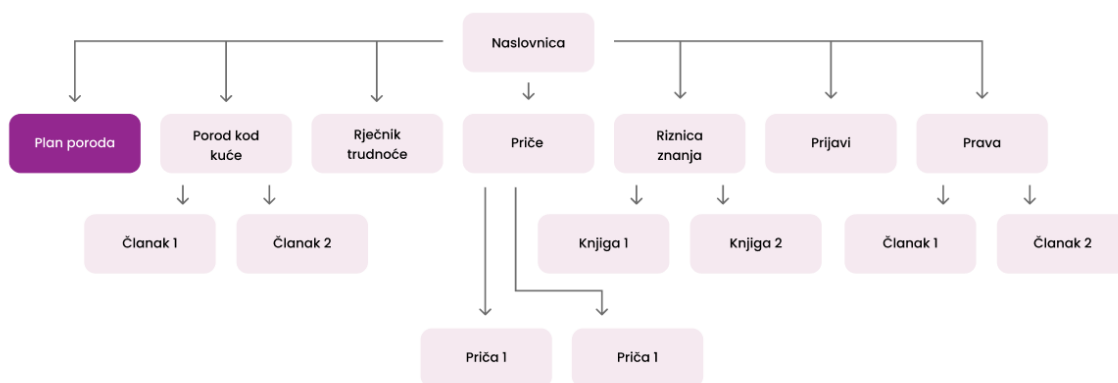 Naslovnica
Plan poroda
Porod kod
kuće
Rječnik
trudnoće
Priče
Riznica
znanja
Prijavi
Prava
Članak 1
Članak 2
Knjiga 1
Knjiga 2
Članak 1
Članak 2
Priča 1
Priča 1